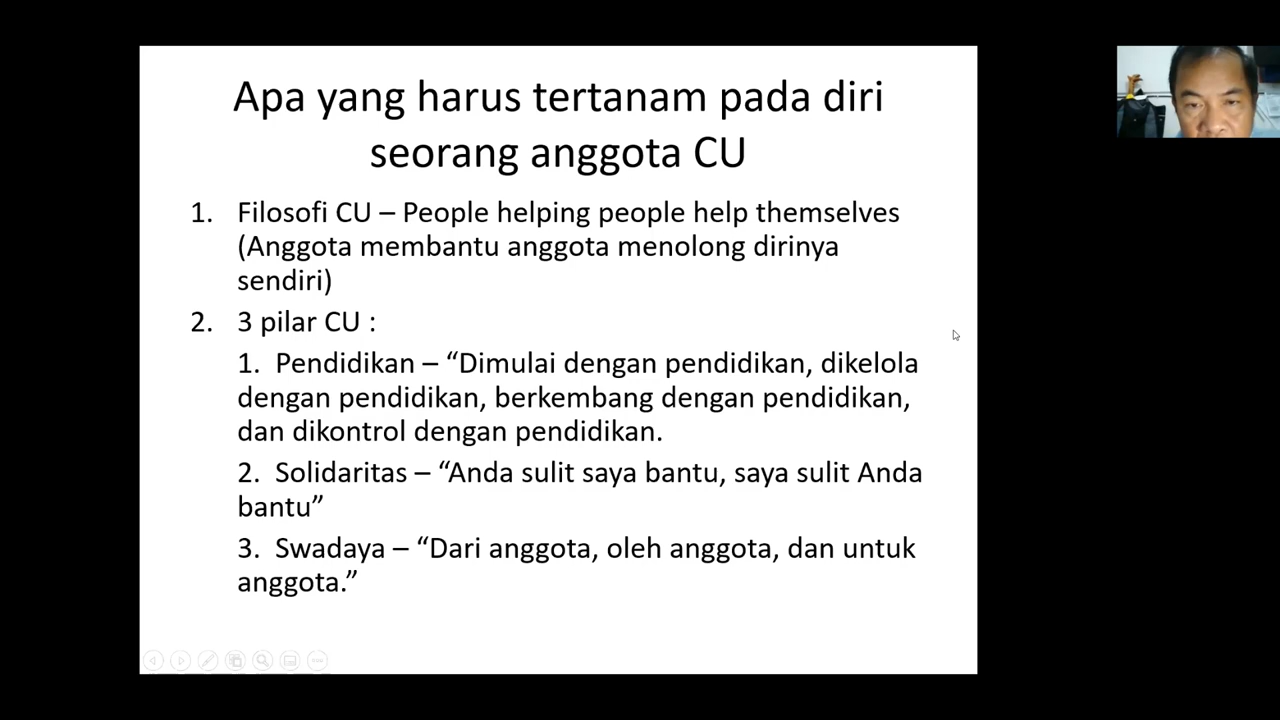 Apa yang harus tertanam pada diri
seorang anggota CU
1. Filosofi CU – People helping people help themselves
(Anggota membantu anggota menolong dirinya
sendiri)
2. 3 pilar CU :
1. Pendidikan – “Dimulai dengan pendidikan, dikelola
dengan pendidikan, berkembang dengan pendidikan,
dan dikontrol dengan pendidikan.
2. Solidaritas – “Anda sulit saya bantu, saya sulit Anda
bantu”
3. Swadaya – “Dari anggota, oleh anggota, dan untuk
anggota.”